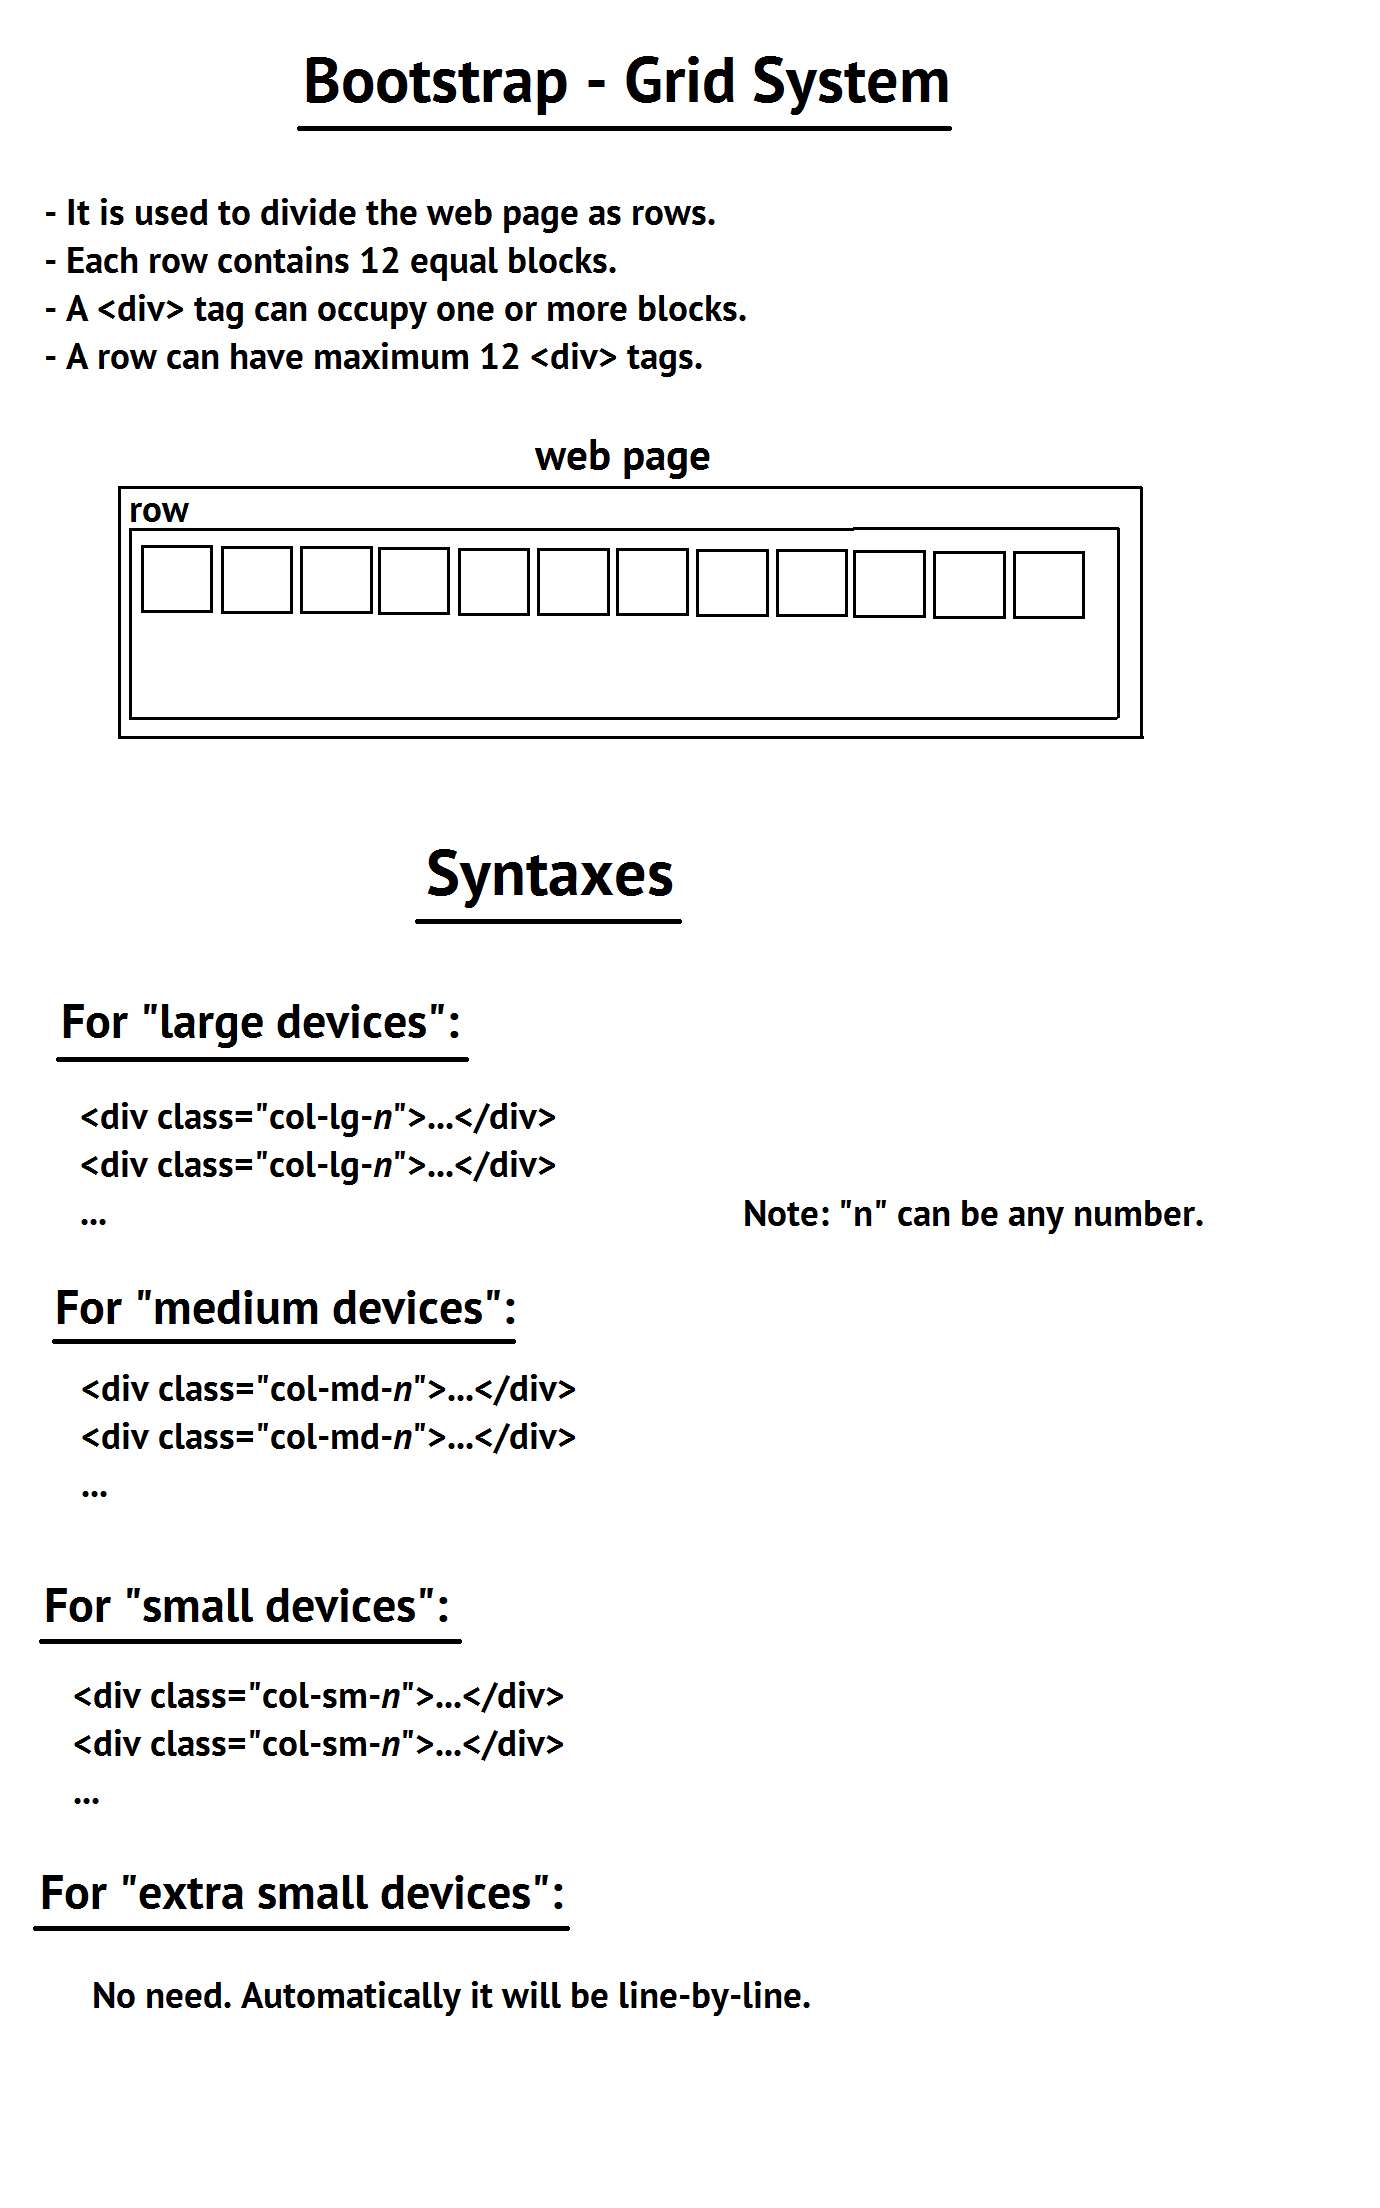 Bootstrap - Grid System
- It is used to divide the web page as rows.
- Each row contains 12 equal blocks.
- A <div> tag can occupy one or more blocks.
- A row can have maximum 12 <div> tags.
web page
row
Syntaxes
For "large devices":
<div class="col-lg-n">...</div>
<div class="col-lg-n">...</div>
...
Note: "n" can be any number.
For "medium devices":
<div class="col-md-n">...</div>
<div class="col-md-n">...</div>
...
For "small devices":
<div class="col-sm-n">...</div>
<div class="col-sm-n">...</div>
...
For "extra small devices":
No need. Automatically it will be line-by-line.